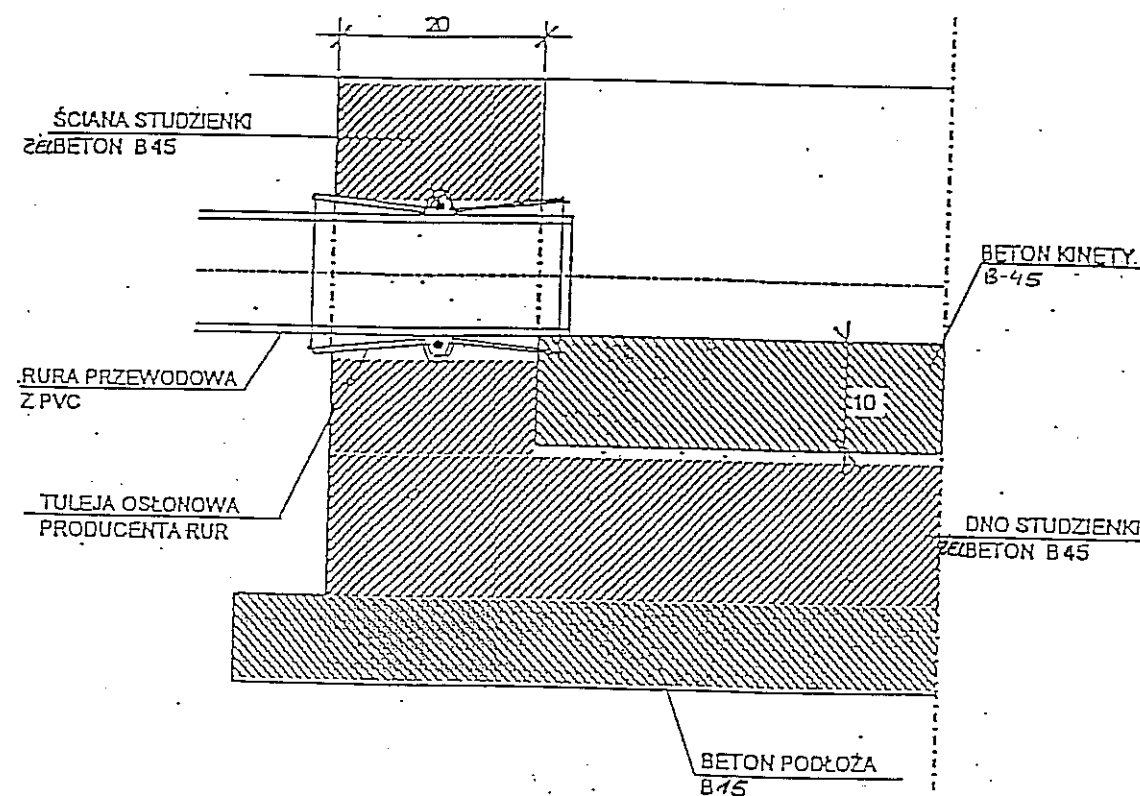 20
ŚCIANA STUDZIENKI
ŻELBETON B45
BETON KINETY.
B-45
RURA PRZEWODOWA
Z PVC
10
TULEJA OSŁONOWA
PRODUCENTA RUR
DNO STUDZIENKI
ŻELBETON B45
BETON PODŁOŻA
B15